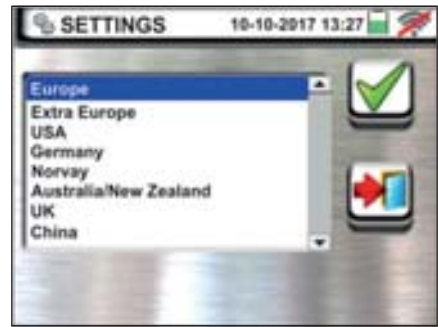 SETTINGS 10-10-2017 13:27
Europe
Extra Europe
USA
Germany
Norvay
Australia/New Zealand
UK
China